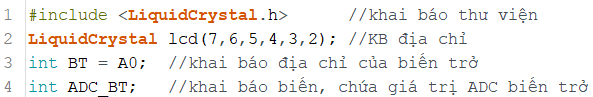 1 #include <LiquidCrystal.h> //khai báo thư viện
2 LiquidCrystal lcd(7,6,5,4,3,2); //KB địa chỉ
3 int BT = A0; //khai báo địa chỉ của biến trở
4 int ADC_BT; //khai báo biến, chứa giá trị ADC biến trở